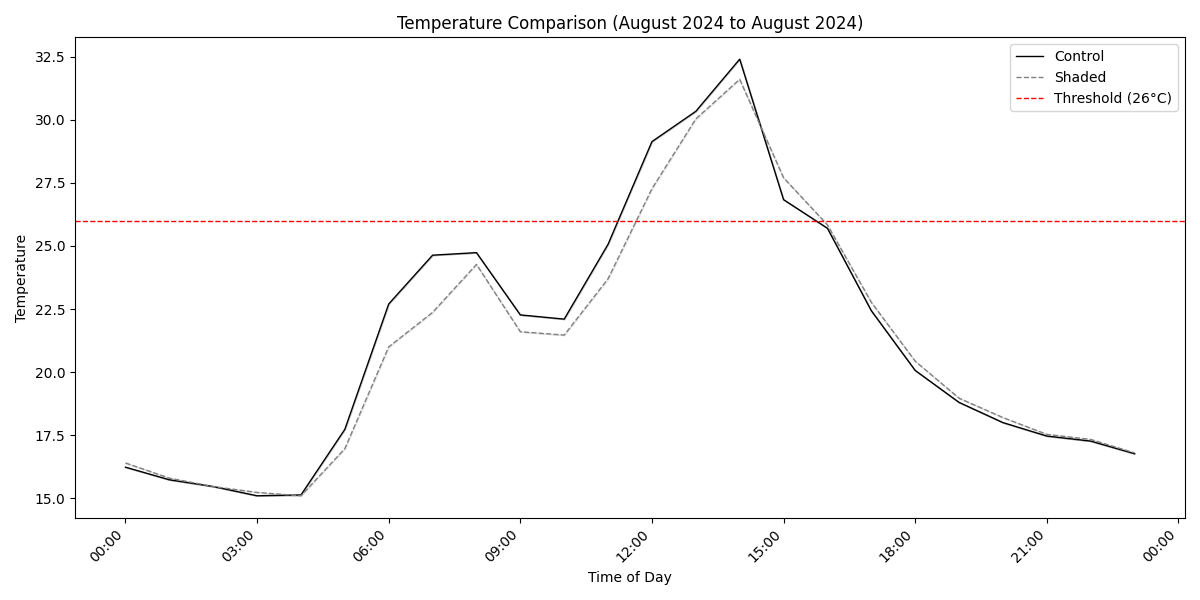 Temperature Comparison (August 2024 to August 2024)
Control
Shaded
Threshold (26°C)
32.5
30.0
27.5
25.0
22.5
20.0
17.5
15.0
Temperature
00:00
03:00
06:00
09:00
12:00
15:00
18:00
21:00
00:00
Time of Day